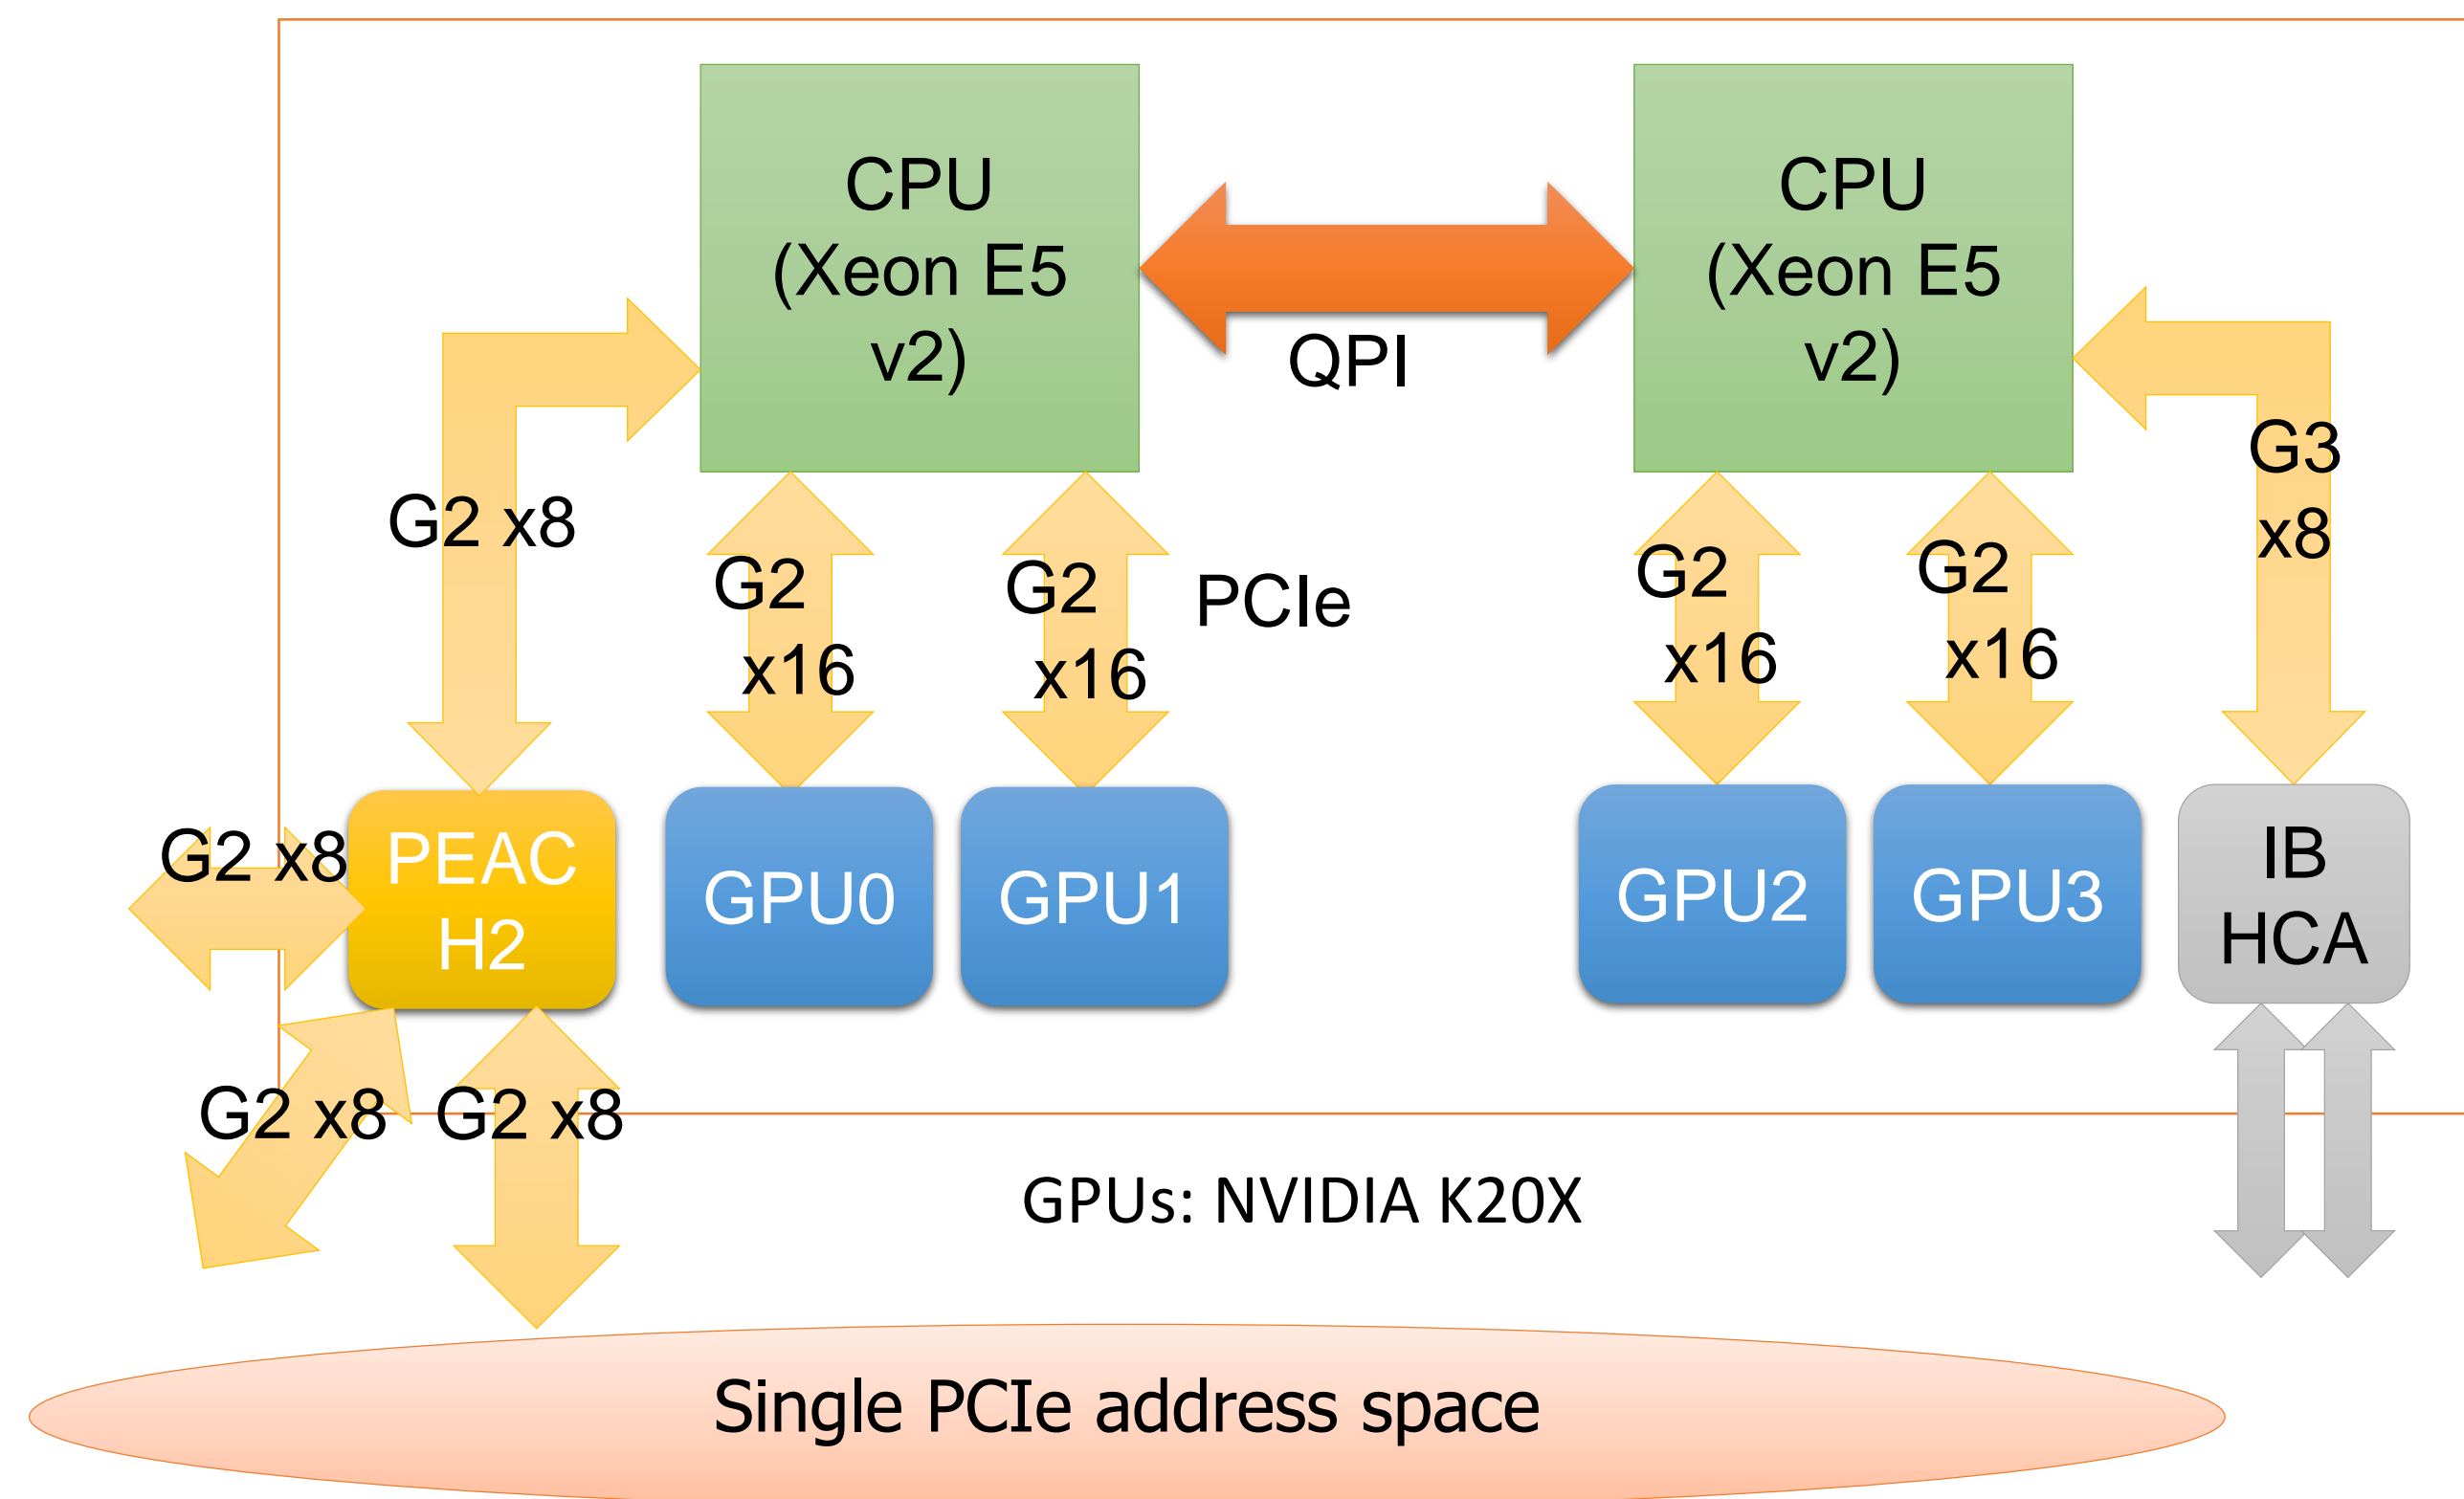 CPU
(Xeon E5
v2)
CPU
(Xeon E5
v2)
QPI
G2 x8
G2
x16
G2
x16
PCIe
G2
x16
G2
x16
G3
x8
G2 x8
PEAC
H2
GPU0
GPU1
GPU2
GPU3
IB
HCA
G2 x8
G2 x8
GPUs: NVIDIA K20X
Single PCIe address space